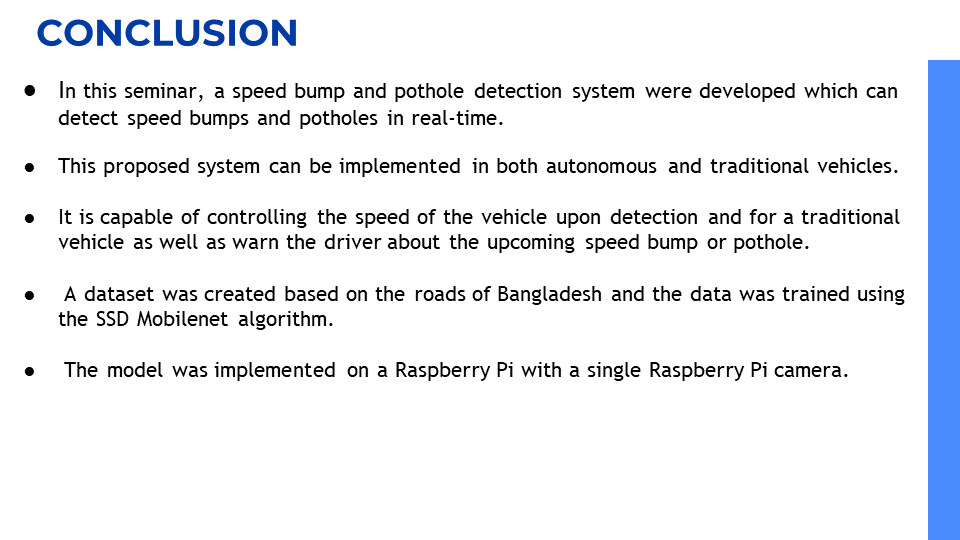 CONCLUSION
● In this seminar, a speed bump and pothole detection system were developed which can
detect speed bumps and potholes in real-time.
● This proposed system can be implemented in both autonomous and traditional vehicles.
● It is capable of controlling the speed of the vehicle upon detection and for a traditional
vehicle as well as warn the driver about the upcoming speed bump or pothole.
● A dataset was created based on the roads of Bangladesh and the data was trained using
the SSD Mobilenet algorithm.
● The model was implemented on a Raspberry Pi with a single Raspberry Pi camera.